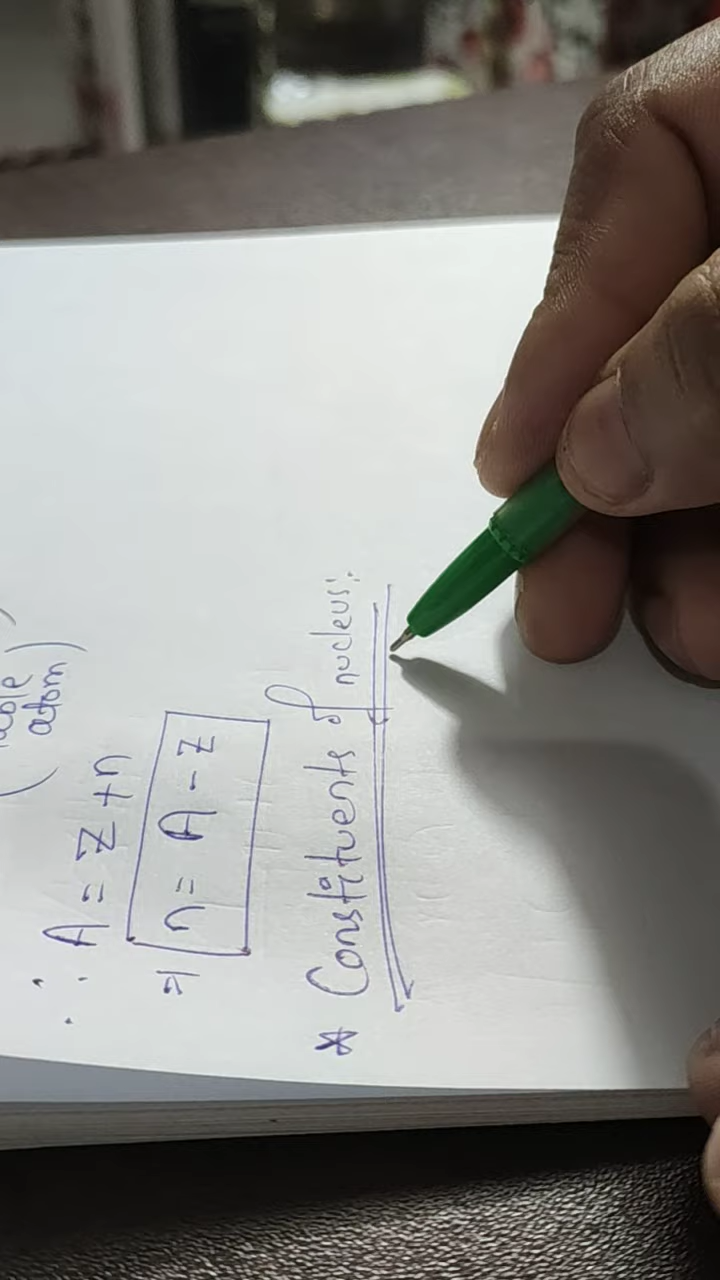 atom)
∴ A = Z + n
⇒ n = A - Z
* Constituents of nucleus: